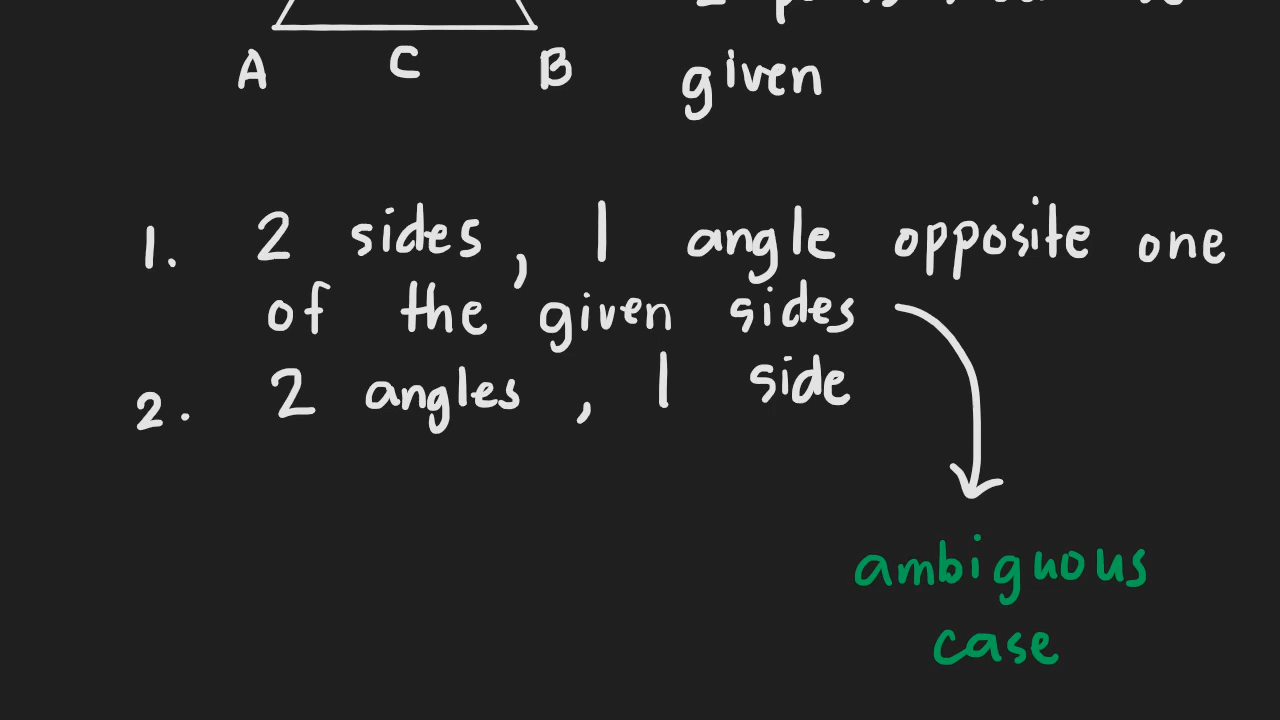 A C B
given
1. 2 sides, 1 angle opposite one
of the given sides
2. 2 angles, 1 side
ambiguous
case